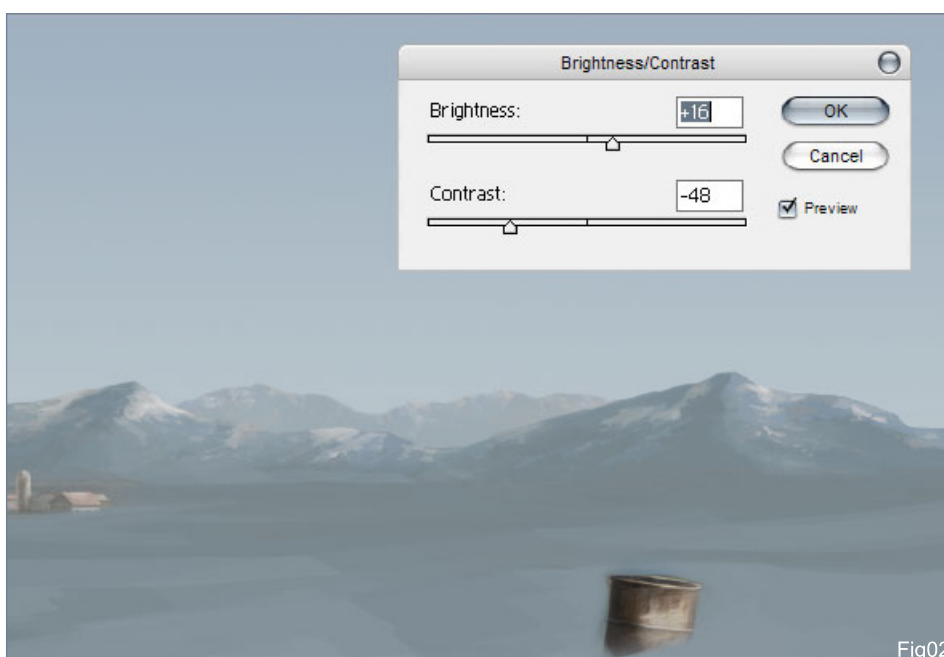 Brightness/Contrast
Brightness:
+16
OK
Cancel
Contrast:
-48
Preview
Fig02